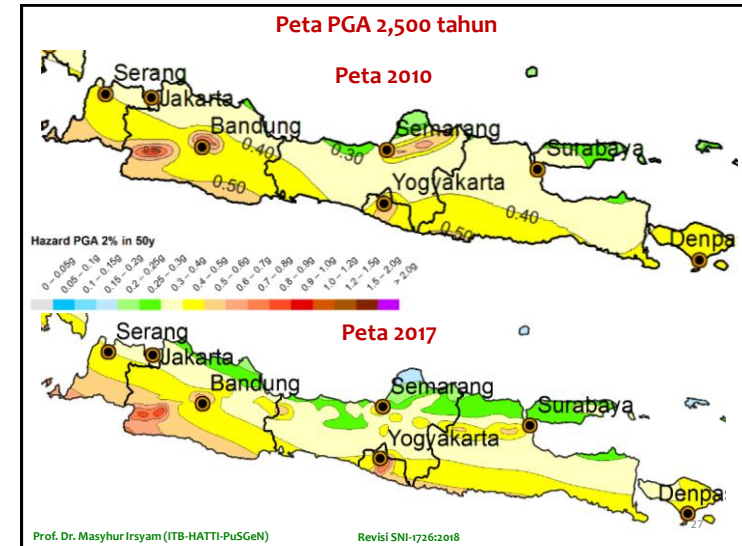 Peta PGA 2,500 tahun
Peta 2010
Serang
Jakarta
Bandung
Semarang
Surabaya
0.40
0.30
0.50
Yogyakarta
0.40
0.50
Denpa
Hazard PGA 2% in 50y
0 – 0.05g
0.05 – 0.1g
0.1 – 0.15g
0.15 – 0.2g
0.2 – 0.25g
0.25 – 0.3g
0.3 – 0.4g
0.4 – 0.5g
0.5 – 0.6g
0.6 – 0.7g
0.7 – 0.8g
0.8 – 0.9g
0.9 – 1.0g
1.0 – 1.2g
1.2 – 1.5g
1.5 – 2.0g
> 2.0g
Peta 2017
Serang
Jakarta
Bandung
Semarang
Surabaya
Yogyakarta
Denpa
27
Prof. Dr. Masyhur Irsyam (ITB-HATTI-PuSGeN)
Revisi SNI-1726:2018